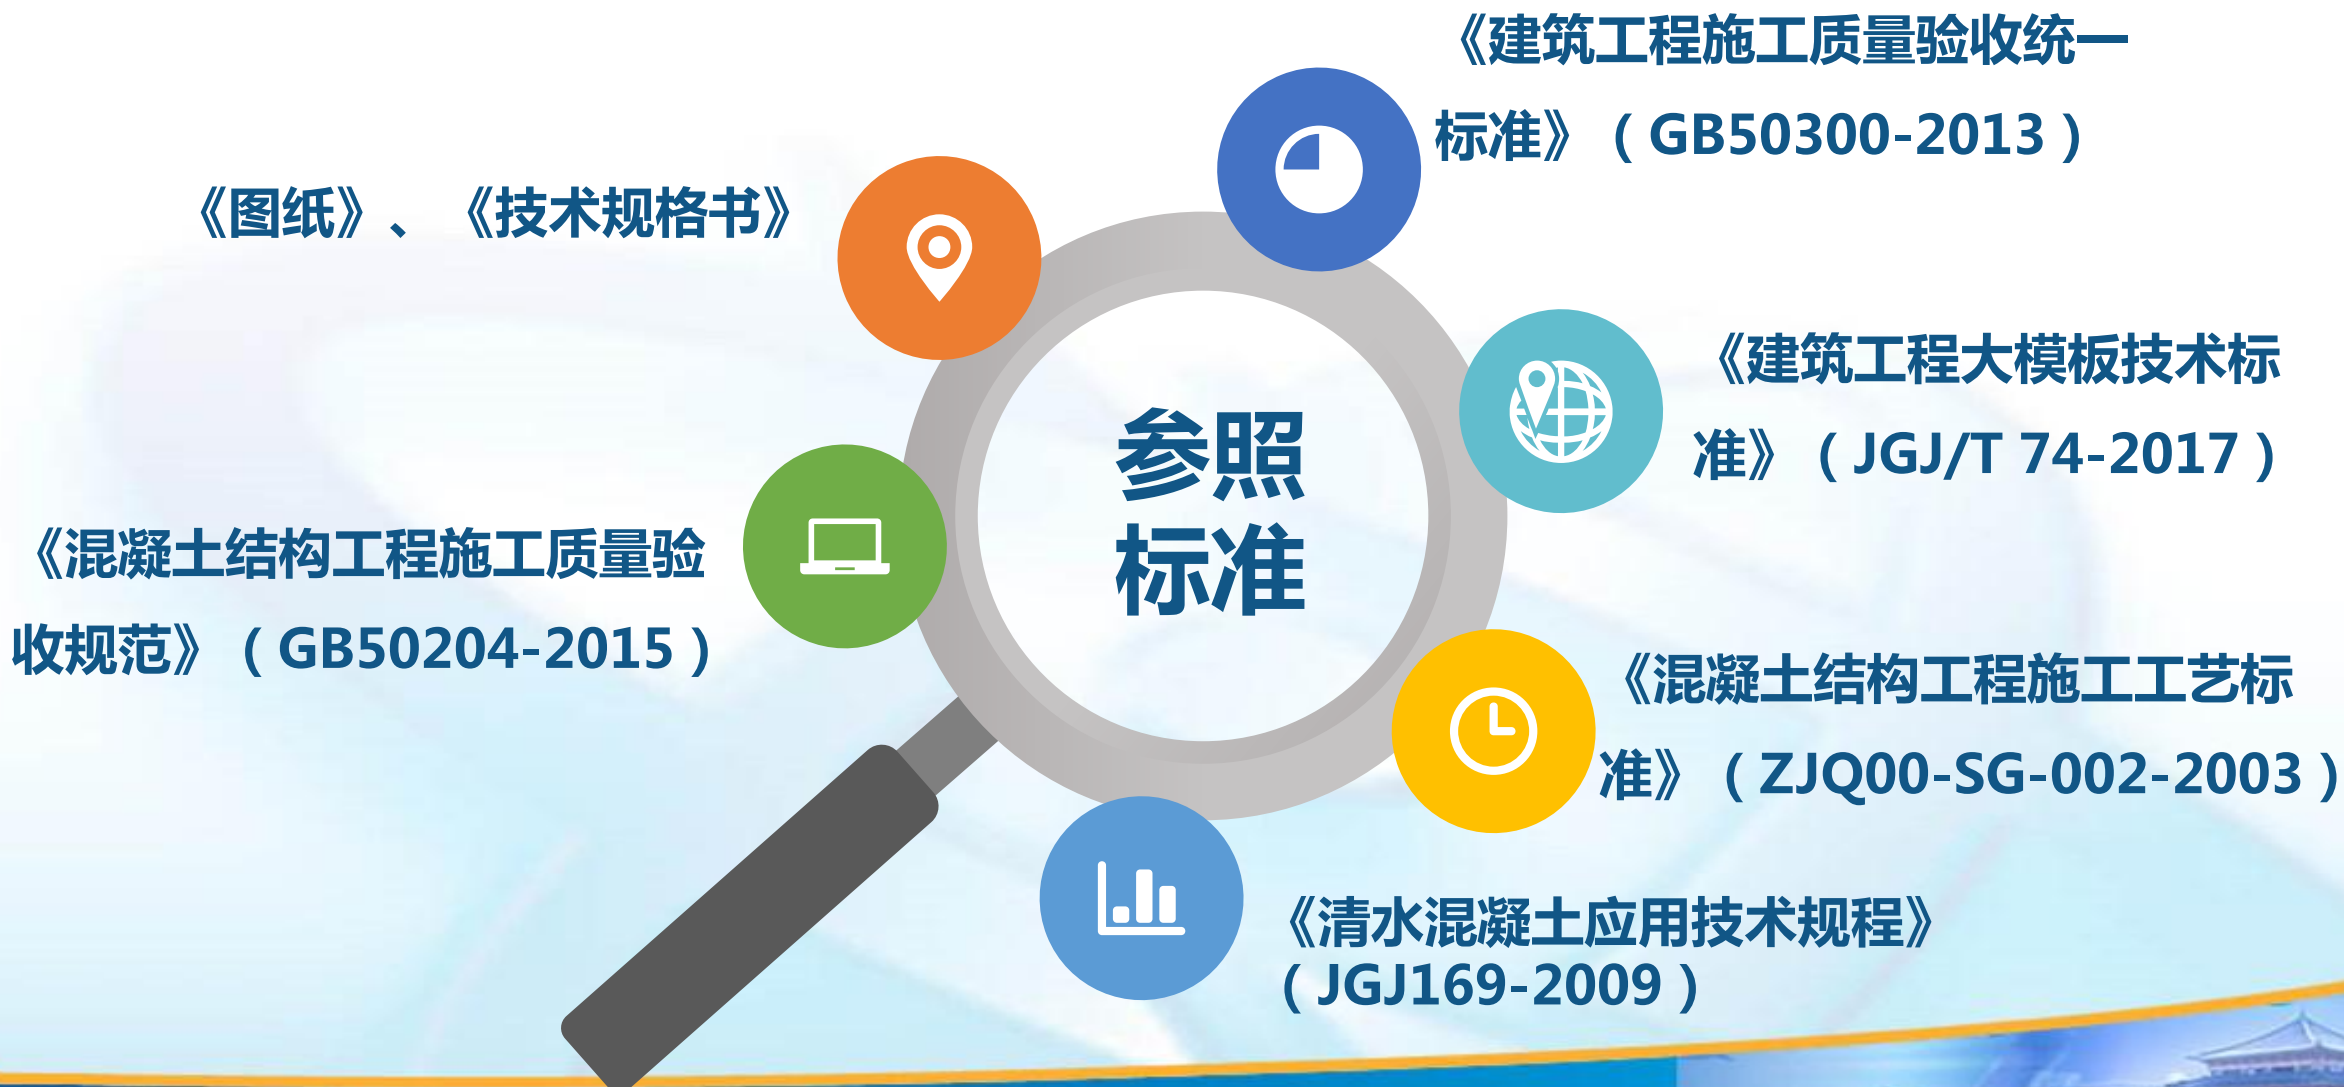 《建筑工程施工质量验收统一
标准》（GB50300-2013）
《图纸》、《技术规格书》
《建筑工程大模板技术标
准》（JGJ/T 74-2017）
参照
标准
《混凝土结构工程施工质量验
收规范》（GB50204-2015）
《混凝土结构工程施工工艺标
准》（ZJQ00-SG-002-2003）
《清水混凝土应用技术规程》
（JGJ169-2009）